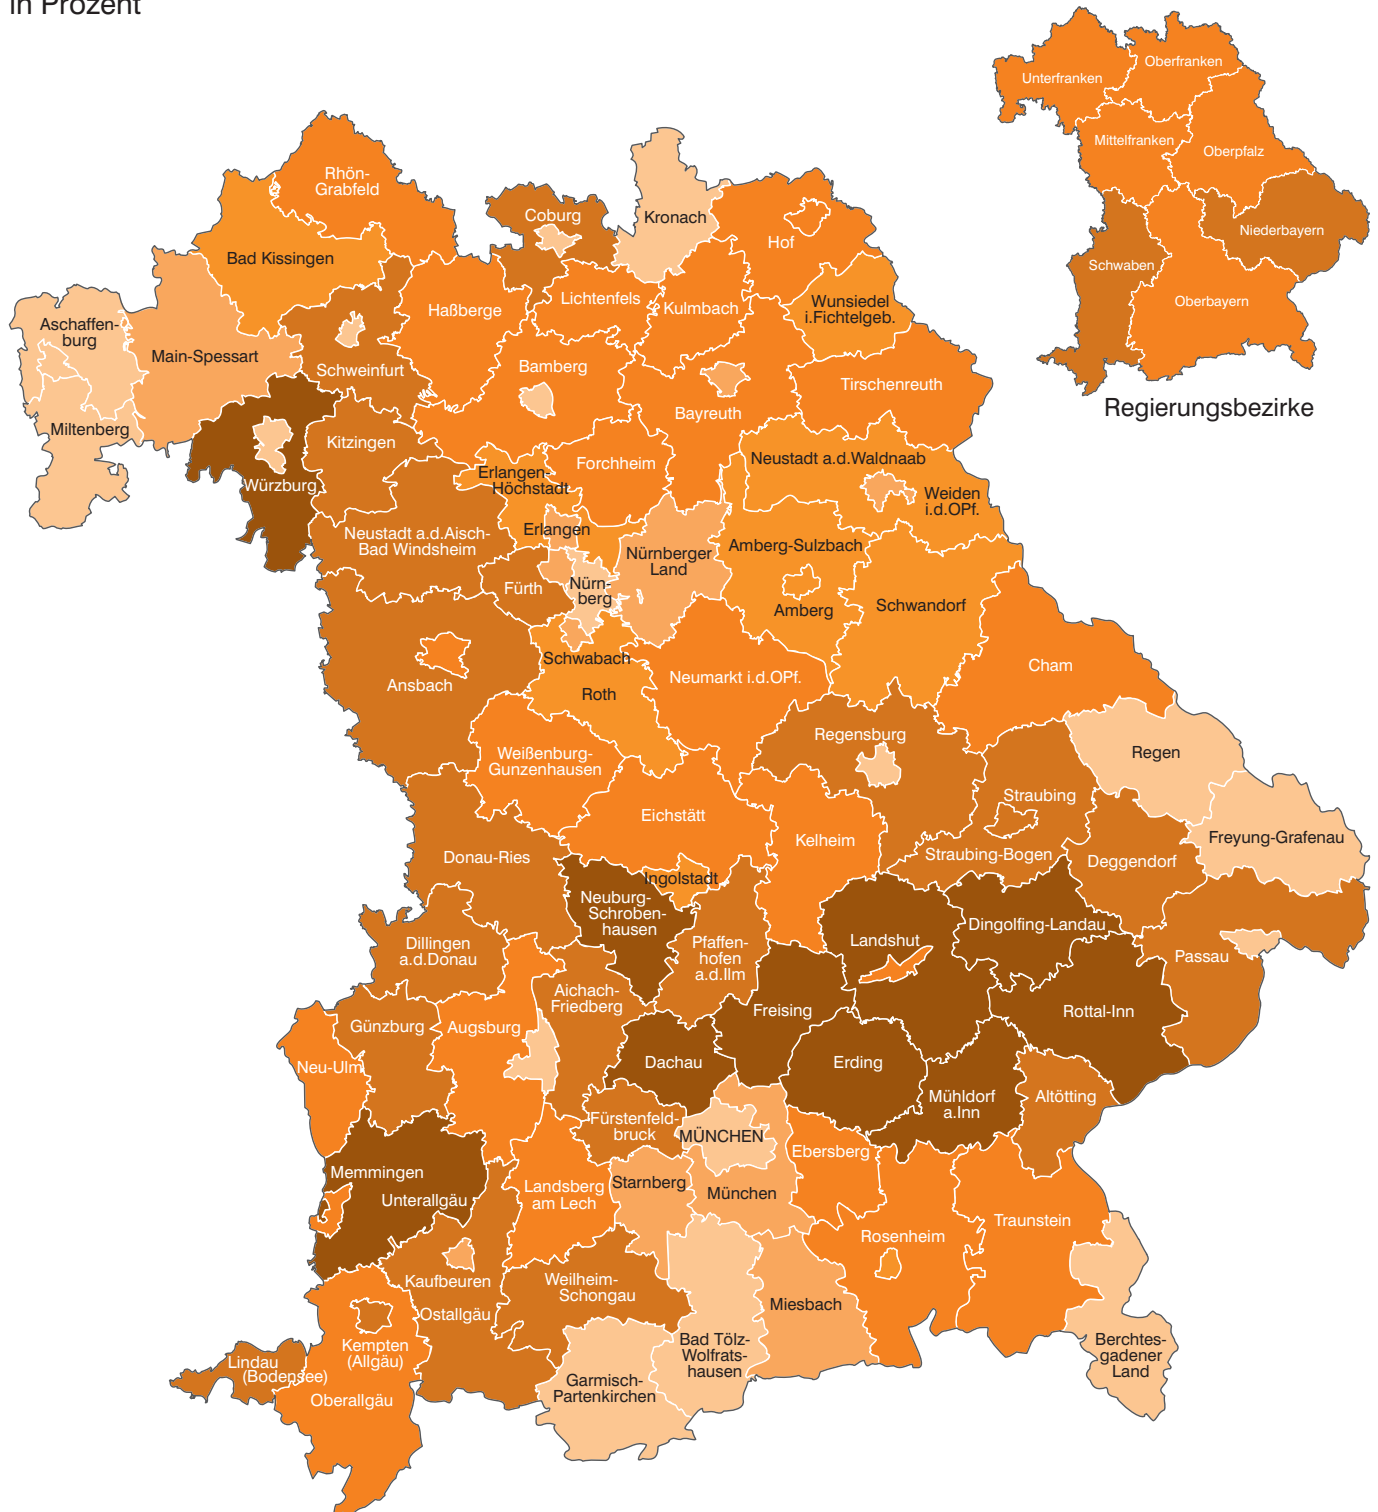 in Prozent
Unterfranken
Oberfranken
Mittelfranken
Oberpfalz
Niederbayern
Schwaben
Oberbayern
Regierungsbezirke
Rhön-
Grabfeld
Coburg
Kronach
Hof
Bad Kissingen
Lichtenfels
Kulmbach
Wunsiedel
i.Fichtelgeb.
Haßberge
Aschaffen-
burg
Main-Spessart
Schweinfurt
Bamberg
Tirschenreuth
Bayreuth
Miltenberg
Kitzingen
Würzburg
Forchheim
Erlangen-
Höchstadt
Neustadt a.d.Waldnaab
Weiden
i.d.OPf.
Neustadt a.d.Aisch-
Bad Windsheim
Erlangen
Nürnberger
Land
Amberg-Sulzbach
Fürth
Nürn-
berg
Amberg
Schwandorf
Ansbach
Schwabach
Roth
Neumarkt i.d.OPf.
Cham
Regensburg
Regen
Weißenburg-
Gunzenhausen
Straubing
Eichstätt
Kelheim
Freyung-Grafenau
Donau-Ries
Straubing-Bogen
Deggendorf
Ingolstadt
Neuburg-
Schroben-
hausen
Dingolfing-Landau
Landshut
Pfaffen-
hofen
a.d.Ilm
Dillingen
a.d.Donau
Passau
Aichach-
Friedberg
Freising
Rottal-Inn
Günzburg
Augsburg
Neu-Ulm
Dachau
Erding
Mühldorf
a.Inn
Altötting
Fürstenfeld-
bruck
MÜNCHEN
Ebersberg
Memmingen
Unterallgäu
Landsberg
am Lech
Starnberg
München
Traunstein
Rosenheim
Kaufbeuren
Weilheim-
Schongau
Ostallgäu
Miesbach
Bad Tölz-
Wolfrats-
hausen
Berchtes-
gadener
Land
Kempten
(Allgäu)
Lindau
(Bodensee)
Oberallgäu
Garmisch-
Partenkirchen